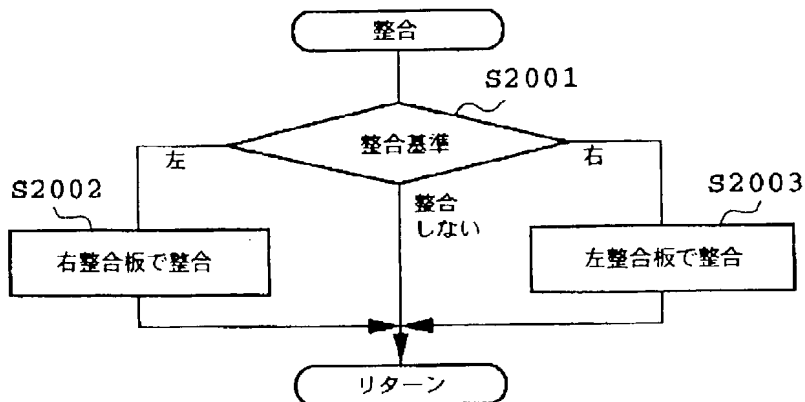 整合
S2001
整合基準
左
右
S2002
整合
しない
S2003
右整合板で整合
左整合板で整合
リターン